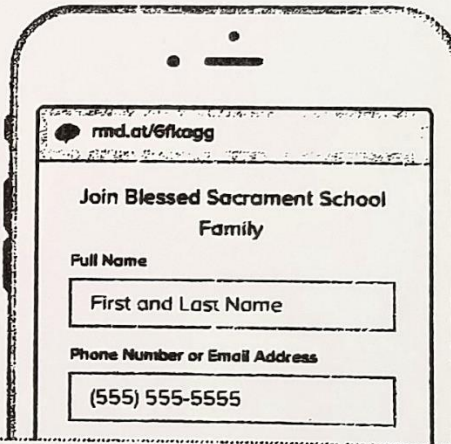 rmd.at/6fkagg
Join Blessed Sacrament School
Family
Full Name
First and Last Name
Phone Number or Email Address
(555) 555-5555